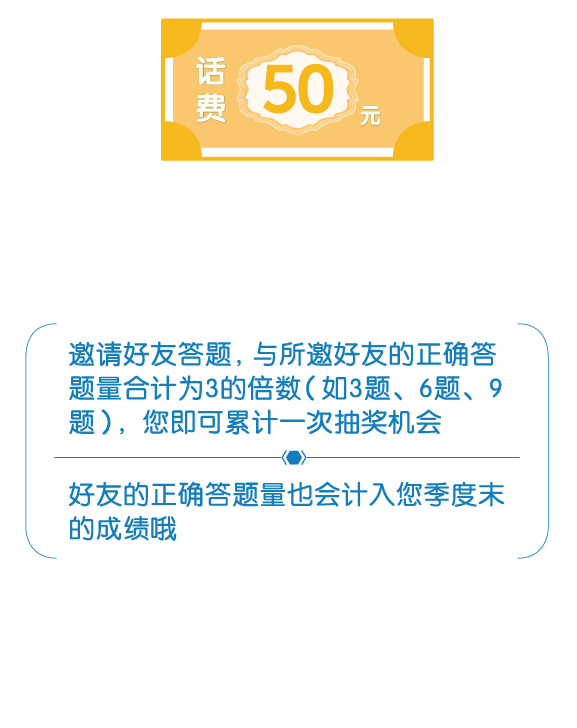 话费 50 元
邀请好友答题，与所邀好友的正确答
题量合计为3的倍数（如3题、6题、9
题），您即可累计一次抽奖机会
好友的正确答题量也会计入您季度末
的成绩哦